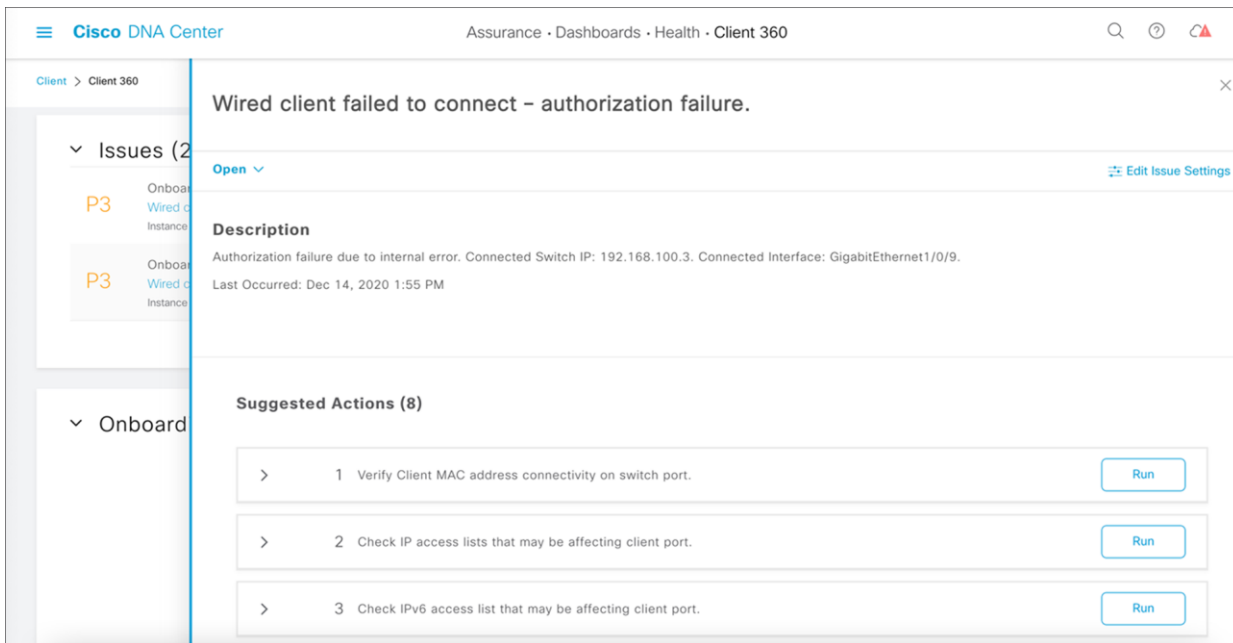 Cisco DNA Center
Assurance · Dashboards · Health · Client 360
Client > Client 360
Wired client failed to connect – authorization failure.
Issues (2
Open
Edit Issue Settings
P3
Onboar
Wired c
Instance
Description
Authorization failure due to internal error. Connected Switch IP: 192.168.100.3. Connected Interface: GigabitEthernet1/0/9.
Last Occurred: Dec 14, 2020 1:55 PM
P3
Onboar
Wired c
Instance
Suggested Actions (8)
Onboard
1 Verify Client MAC address connectivity on switch port. Run
2 Check IP access lists that may be affecting client port. Run
3 Check IPv6 access list that may be affecting client port. Run